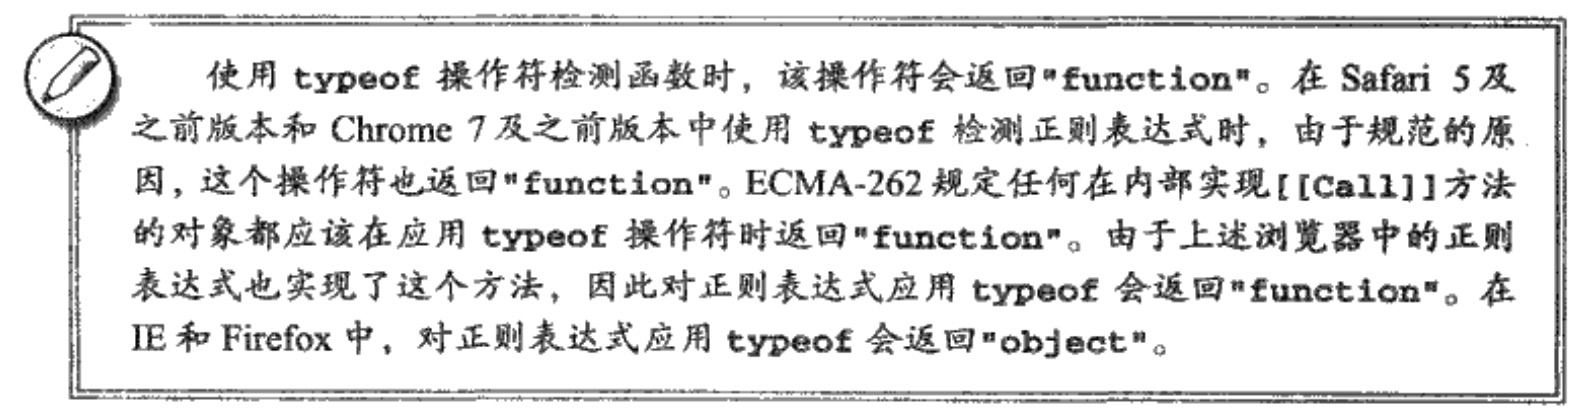 使用 typeof 操作符检测函数时，该操作符会返回"function"。在 Safari 5及
之前版本和 Chrome 7及之前版本中使用 typeof 检测正则表达式时，由于规范的原
因，这个操作符也返回"function"。ECMA-262 规定任何在内部实现[[Call]]方法
的对象都应该在应用 typeof 操作符时返回"function"。由于上述浏览器中的正则
表达式也实现了这个方法，因此对正则表达式应用 typeof 会返回"function"。在
IE 和 Firefox 中，对正则表达式应用 typeof 会返回"object"。